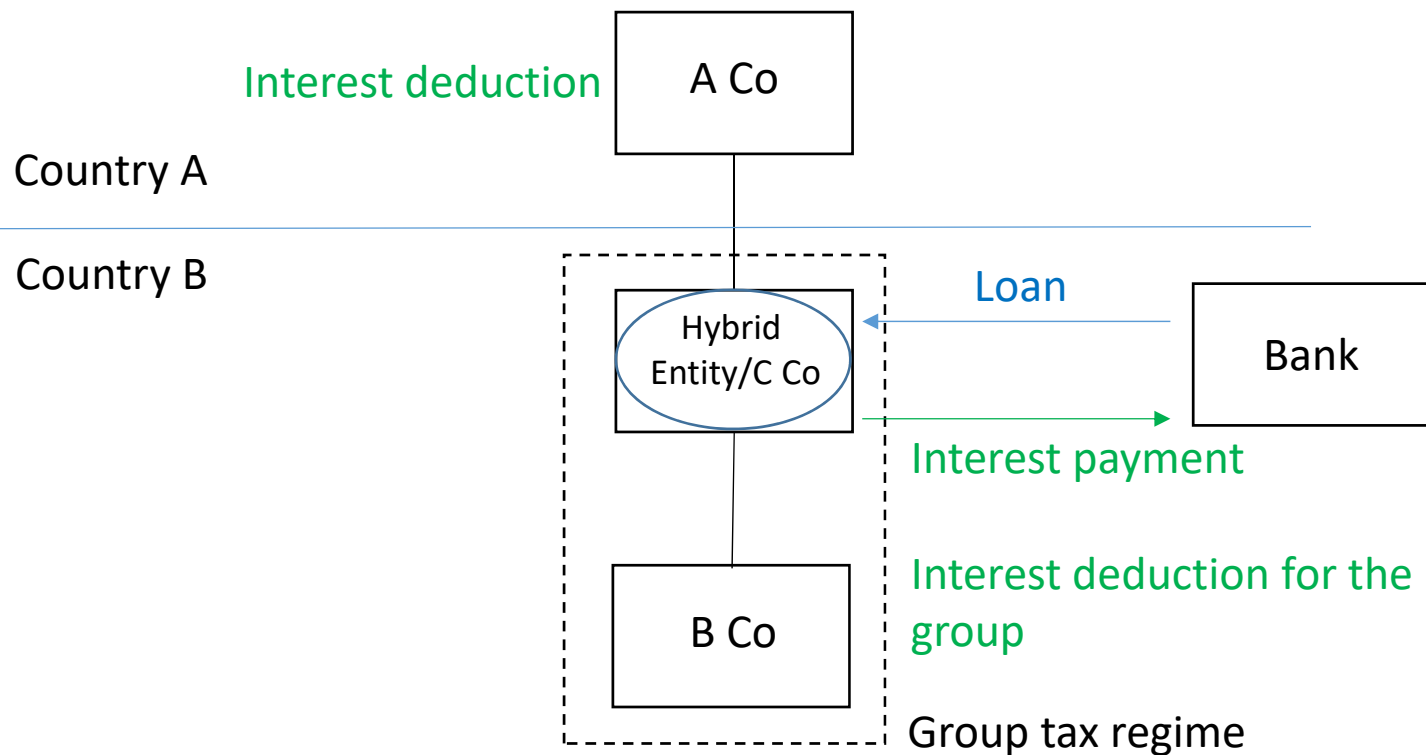 A Co
Interest deduction
Country A
Country B
Loan
Hybrid
Entity/C Co
Bank
Interest payment
Interest deduction for the
group
B Co
Group tax regime